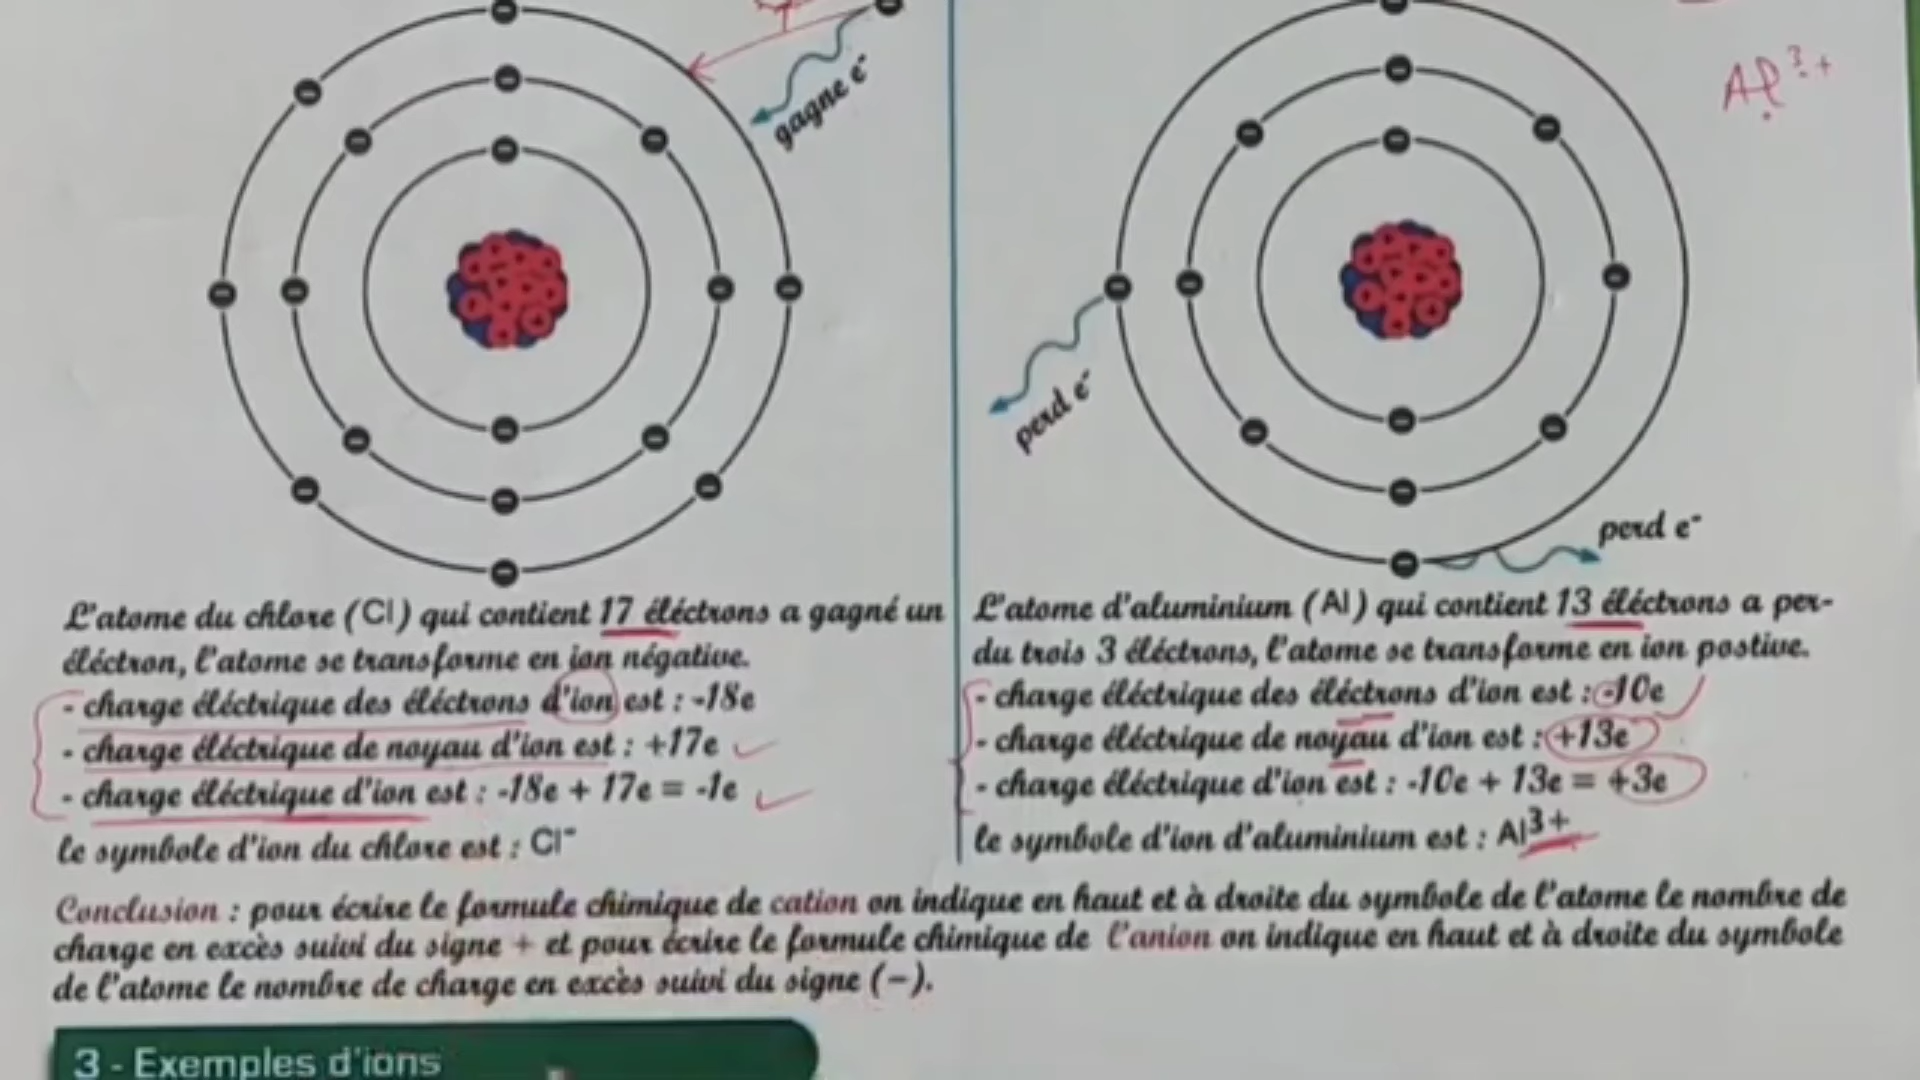 gagne e⁻
Al³⁺
perd e⁻
perd e⁻
L'atome du chlore (Cl) qui contient 17 éléctrons a gagné un
éléctron, l'atome se transforme en ion négative.
- charge éléctrique des éléctrons d'ion est : -18e
- charge éléctrique de noyau d'ion est : +17e
- charge éléctrique d'ion est : -18e + 17e = -1e
le symbole d'ion du chlore est : Cl⁻
L'atome d'aluminium (Al) qui contient 13 éléctrons a per-
du trois 3 éléctrons, l'atome se transforme en ion postive.
- charge éléctrique des éléctrons d'ion est : -10e
- charge éléctrique de noyau d'ion est : +13e
- charge éléctrique d'ion est : -10e + 13e = +3e
le symbole d'ion d'aluminium est : Al³⁺
Conclusion : pour écrire le formule chimique de cation on indique en haut et à droite du symbole de l'atome le nombre de
charge en excès suivi du signe + et pour écrire le formule chimique de l'anion on indique en haut et à droite du symbole
de l'atome le nombre de charge en excès suivi du signe (−).
3 - Exemples d'ions